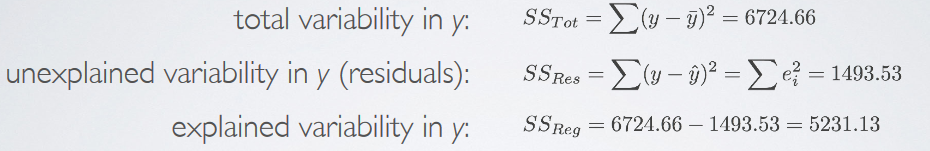 total variability in y: SS_Tot = ∑(y − ȳ)² = 6724.66
unexplained variability in y (residuals): SS_Res = ∑(y − ŷ)² = ∑ e_i² = 1493.53
explained variability in y: SS_Reg = 6724.66 − 1493.53 = 5231.13